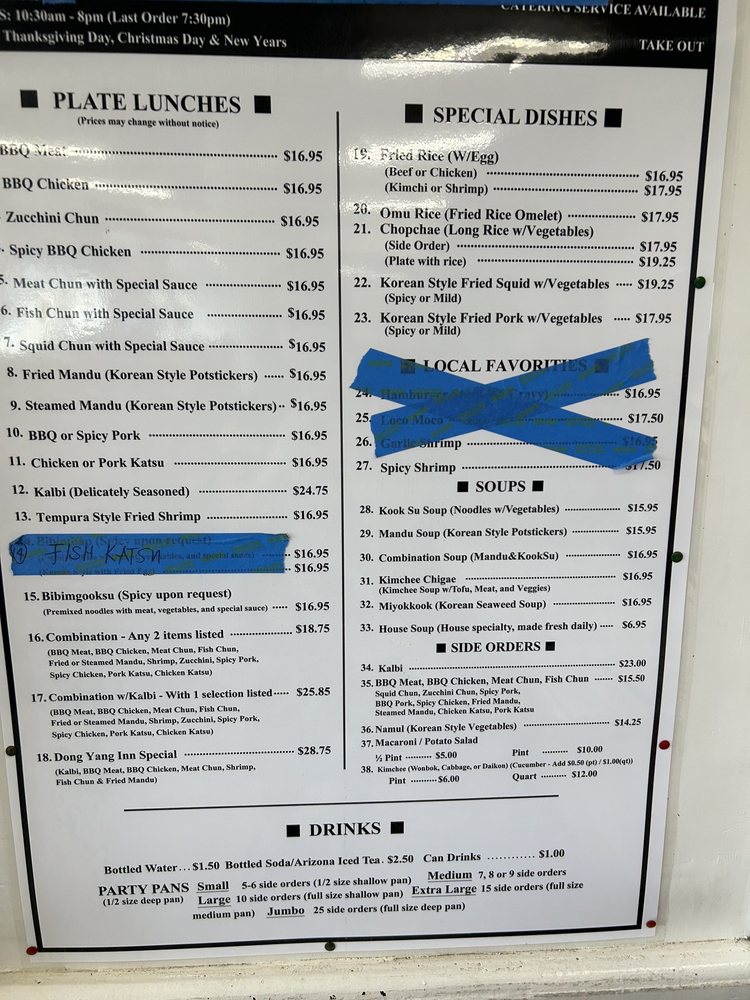 S: 10:30am - 8pm (Last Order 7:30pm)
Thanksgiving Day, Christmas Day & New Years
CATERING SERVICE AVAILABLE
TAKE OUT
PLATE LUNCHES
(Prices may change without notice)
BBQ Meat $16.95
BBQ Chicken $16.95
Zucchini Chun $16.95
Spicy BBQ Chicken $16.95
5. Meat Chun with Special Sauce $16.95
6. Fish Chun with Special Sauce $16.95
7. Squid Chun with Special Sauce $16.95
8. Fried Mandu (Korean Style Potstickers) $16.95
9. Steamed Mandu (Korean Style Potstickers) $16.95
10. BBQ or Spicy Pork $16.95
11. Chicken or Pork Katsu $16.95
12. Kalbi (Delicately Seasoned) $24.75
13. Tempura Style Fried Shrimp $16.95
Bibimbop (Spicy upon request)
14 FISH KATSU vegetables, and special sauce) $16.95
(Korean Style with Fried Egg) $16.95
15. Bibimgooksu (Spicy upon request)
(Premixed noodles with meat, vegetables, and special sauce) $16.95
16. Combination - Any 2 items listed $18.75
(BBQ Meat, BBQ Chicken, Meat Chun, Fish Chun,
Fried or Steamed Mandu, Shrimp, Zucchini, Spicy Pork,
Spicy Chicken, Pork Katsu, Chicken Katsu)
17. Combination w/Kalbi - With 1 selection listed $25.85
(BBQ Meat, BBQ Chicken, Meat Chun, Fish Chun,
Fried or Steamed Mandu, Shrimp, Zucchini, Spicy Pork,
Spicy Chicken, Pork Katsu, Chicken Katsu)
18. Dong Yang Inn Special $28.75
(Kalbi, BBQ Meat, BBQ Chicken, Meat Chun, Shrimp,
Fish Chun & Fried Mandu)
SPECIAL DISHES
19. Fried Rice (W/Egg)
(Beef or Chicken) $16.95
(Kimchi or Shrimp) $17.95
20. Omu Rice (Fried Rice Omelet) $17.95
21. Chopchae (Long Rice w/Vegetables)
(Side Order) $17.95
(Plate with rice) $19.25
22. Korean Style Fried Squid w/Vegetables $19.25
(Spicy or Mild)
23. Korean Style Fried Pork w/Vegetables $17.95
(Spicy or Mild)
LOCAL FAVORITIES
24. Hamburger Gravy) $16.95
25. Loco Moco $17.50
26. Garlic Shrimp $16.95
27. Spicy Shrimp $17.50
SOUPS
28. Kook Su Soup (Noodles w/Vegetables) $15.95
29. Mandu Soup (Korean Style Potstickers) $15.95
30. Combination Soup (Mandu&KookSu) $16.95
31. Kimchee Chigae $16.95
(Kimchee Soup w/Tofu, Meat, and Veggies)
32. Miyokkook (Korean Seaweed Soup) $16.95
33. House Soup (House specialty, made fresh daily) $6.95
SIDE ORDERS
34. Kalbi $23.00
35. BBQ Meat, BBQ Chicken, Meat Chun, Fish Chun $15.50
Squid Chun, Zucchini Chun, Spicy Pork,
BBQ Pork, Spicy Chicken, Fried Mandu,
Steamed Mandu, Chicken Katsu, Pork Katsu
36. Namul (Korean Style Vegetables) $14.25
37. Macaroni / Potato Salad
½ Pint $5.00 Pint $10.00
38. Kimchee (Wonbok, Cabbage, or Daikon) (Cucumber - Add $0.50 (pt) / $1.00(qt))
Pint $6.00 Quart $12.00
DRINKS
Bottled Water $1.50 Bottled Soda/Arizona Iced Tea $2.50 Can Drinks $1.00
PARTY PANS Small 5-6 side orders (1/2 size shallow pan) Medium 7, 8 or 9 side orders
(1/2 size deep pan) Large 10 side orders (full size shallow pan) Extra Large 15 side orders (full size
medium pan) Jumbo 25 side orders (full size deep pan)